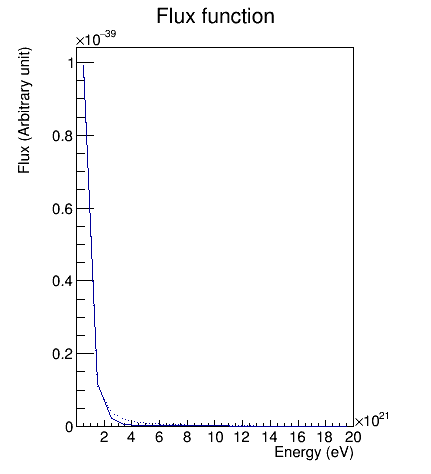 Flux function
×10⁻³⁹
Flux (Arbitrary unit)
1
0.8
0.6
0.4
0.2
0
2 4 6 8 10 12 14 16 18 20
×10²¹
Energy (eV)